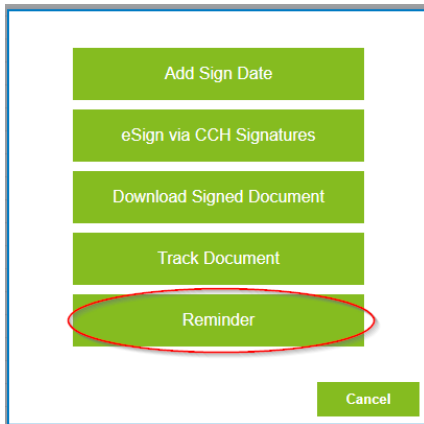 Add Sign Date
eSign via CCH Signatures
Download Signed Document
Track Document
Reminder
Cancel